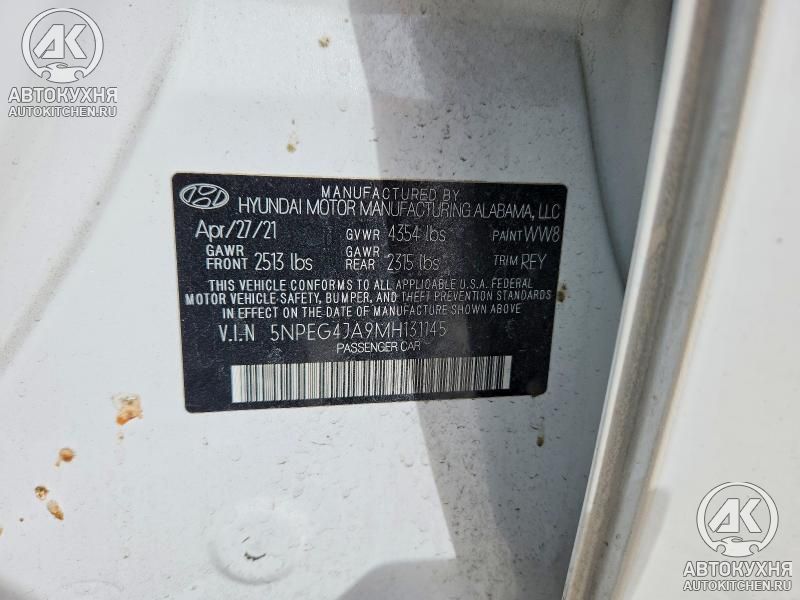 АВТОКУХНЯ
AUTOKITCHEN.RU
MANUFACTURED BY
HYUNDAI MOTOR MANUFACTURING ALABAMA, LLC
Apr/27/21 GVWR 4354 lbs PAINT WW8
GAWR FRONT 2513 lbs GAWR REAR 2315 lbs TRIM REY
THIS VEHICLE CONFORMS TO ALL APPLICABLE U.S.A. FEDERAL
MOTOR VEHICLE SAFETY, BUMPER, AND THEFT PREVENTION STANDARDS
IN EFFECT ON THE DATE OF MANUFACTURE SHOWN ABOVE
V.I.N 5NPEG4JA9MH131145
PASSENGER CAR
АК
АВТОКУХНЯ
AUTOKITCHEN.RU